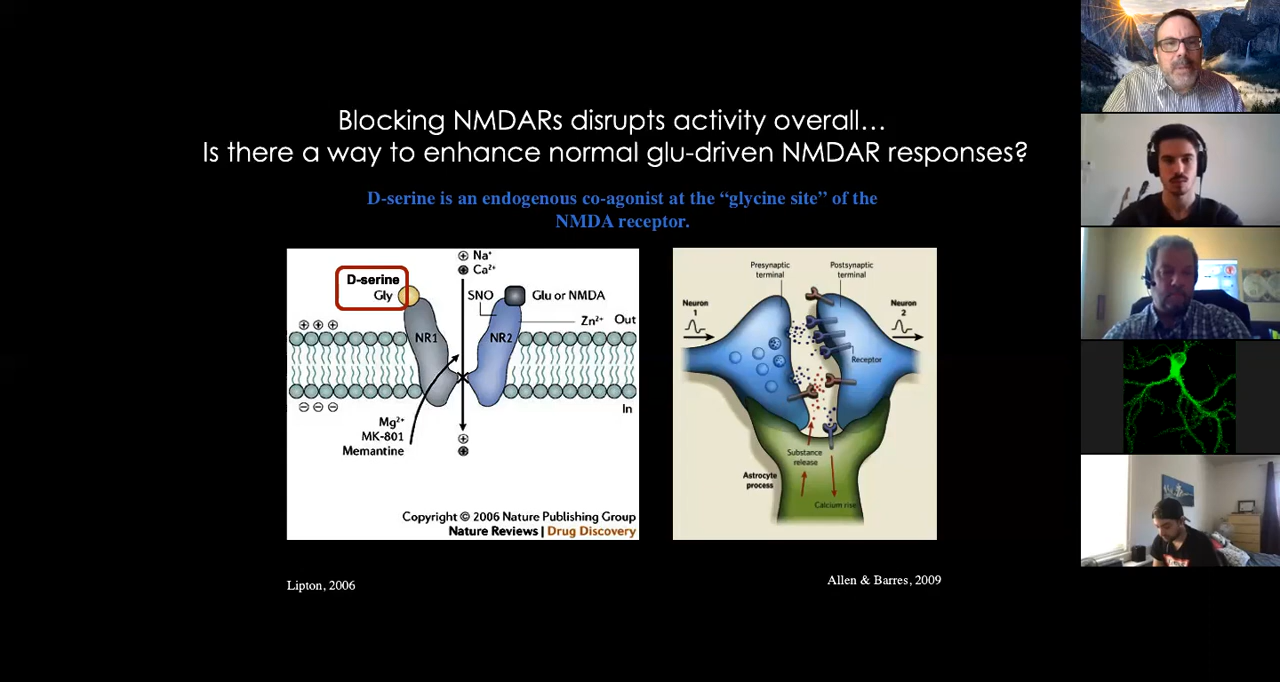 Blocking NMDARs disrupts activity overall…
Is there a way to enhance normal glu-driven NMDAR responses?
D-serine is an endogenous co-agonist at the “glycine site” of the
NMDA receptor.
D-serine
Gly
Na⁺
Ca²⁺
SNO
Glu or NMDA
Zn²⁺
Out
NR1
NR2
In
Mg²⁺
MK-801
Memantine
Copyright © 2006 Nature Publishing Group
Nature Reviews | Drug Discovery
Presynaptic
terminal
Postsynaptic
terminal
Neuron
1
Neuron
2
Receptor
Substance
release
Astrocyte
process
Calcium rise
Lipton, 2006
Allen & Barres, 2009